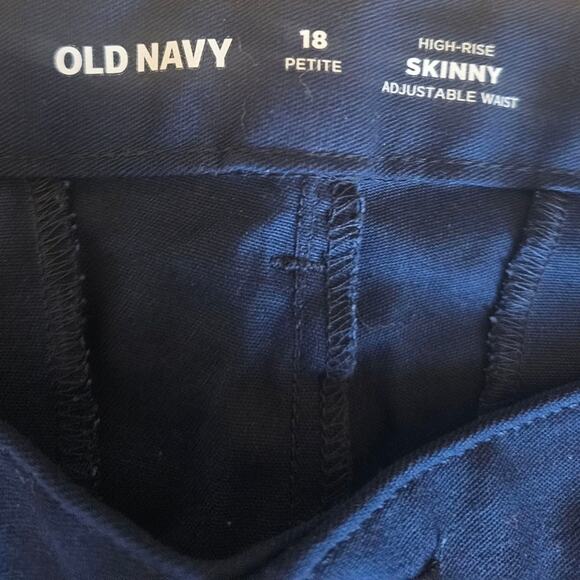 OLD NAVY
18
PETITE
HIGH-RISE
SKINNY
ADJUSTABLE WAIST